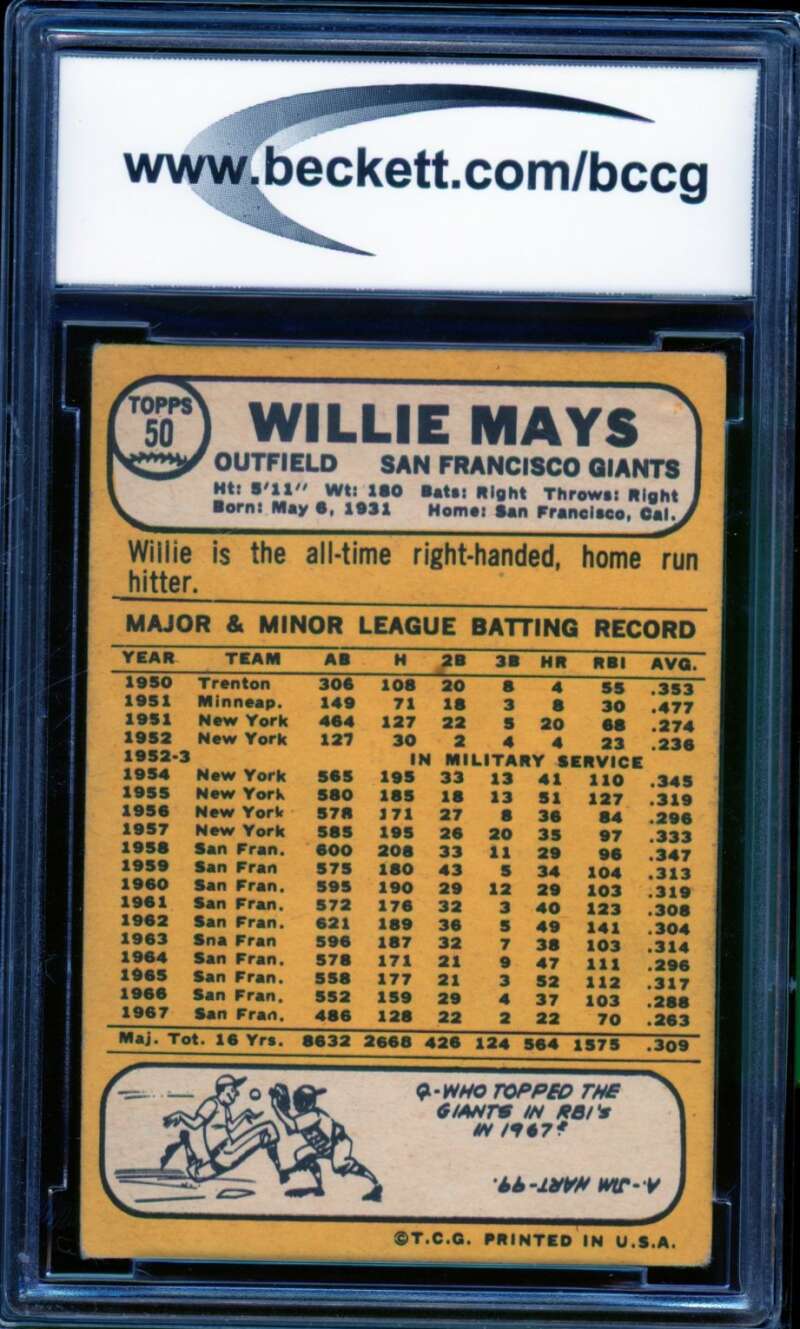 www.beckett.com/bccg
TOPPS
50
WILLIE MAYS
OUTFIELD SAN FRANCISCO GIANTS
Ht: 5'11" Wt: 180 Bats: Right Throws: Right
Born: May 6, 1931 Home: San Francisco, Cal.
Willie is the all-time right-handed, home run
hitter.
MAJOR & MINOR LEAGUE BATTING RECORD
YEAR TEAM AB H 2B 3B HR RBI AVG.
1950 Trenton 306 108 20 8 4 55 .353
1951 Minneap. 149 71 18 3 8 30 .477
1951 New York 464 127 22 5 20 68 .274
1952 New York 127 30 2 4 4 23 .236
1952-3 IN MILITARY SERVICE
1954 New York 565 195 33 13 41 110 .345
1955 New York 580 185 18 13 51 127 .319
1956 New York 578 171 27 8 36 84 .296
1957 New York 585 195 26 20 35 97 .333
1958 San Fran. 600 208 33 11 29 96 .347
1959 San Fran 575 180 43 5 34 104 .313
1960 San Fran. 595 190 29 12 29 103 .319
1961 San Fran. 572 176 32 3 40 123 .308
1962 San Fran. 621 189 36 5 49 141 .304
1963 Sna Fran 596 187 32 7 38 103 .314
1964 San Fran. 578 171 21 9 47 111 .296
1965 San Fran. 558 177 21 3 52 112 .317
1966 San Fran. 552 159 29 4 37 103 .288
1967 San Fran. 486 128 22 2 22 70 .263
Maj. Tot. 16 Yrs. 8632 2668 426 124 564 1575 .309
Q-WHO TOPPED THE
GIANTS IN RBI'S
IN 1967?
A-JIM HART-99.
©T.C.G. PRINTED IN U.S.A.